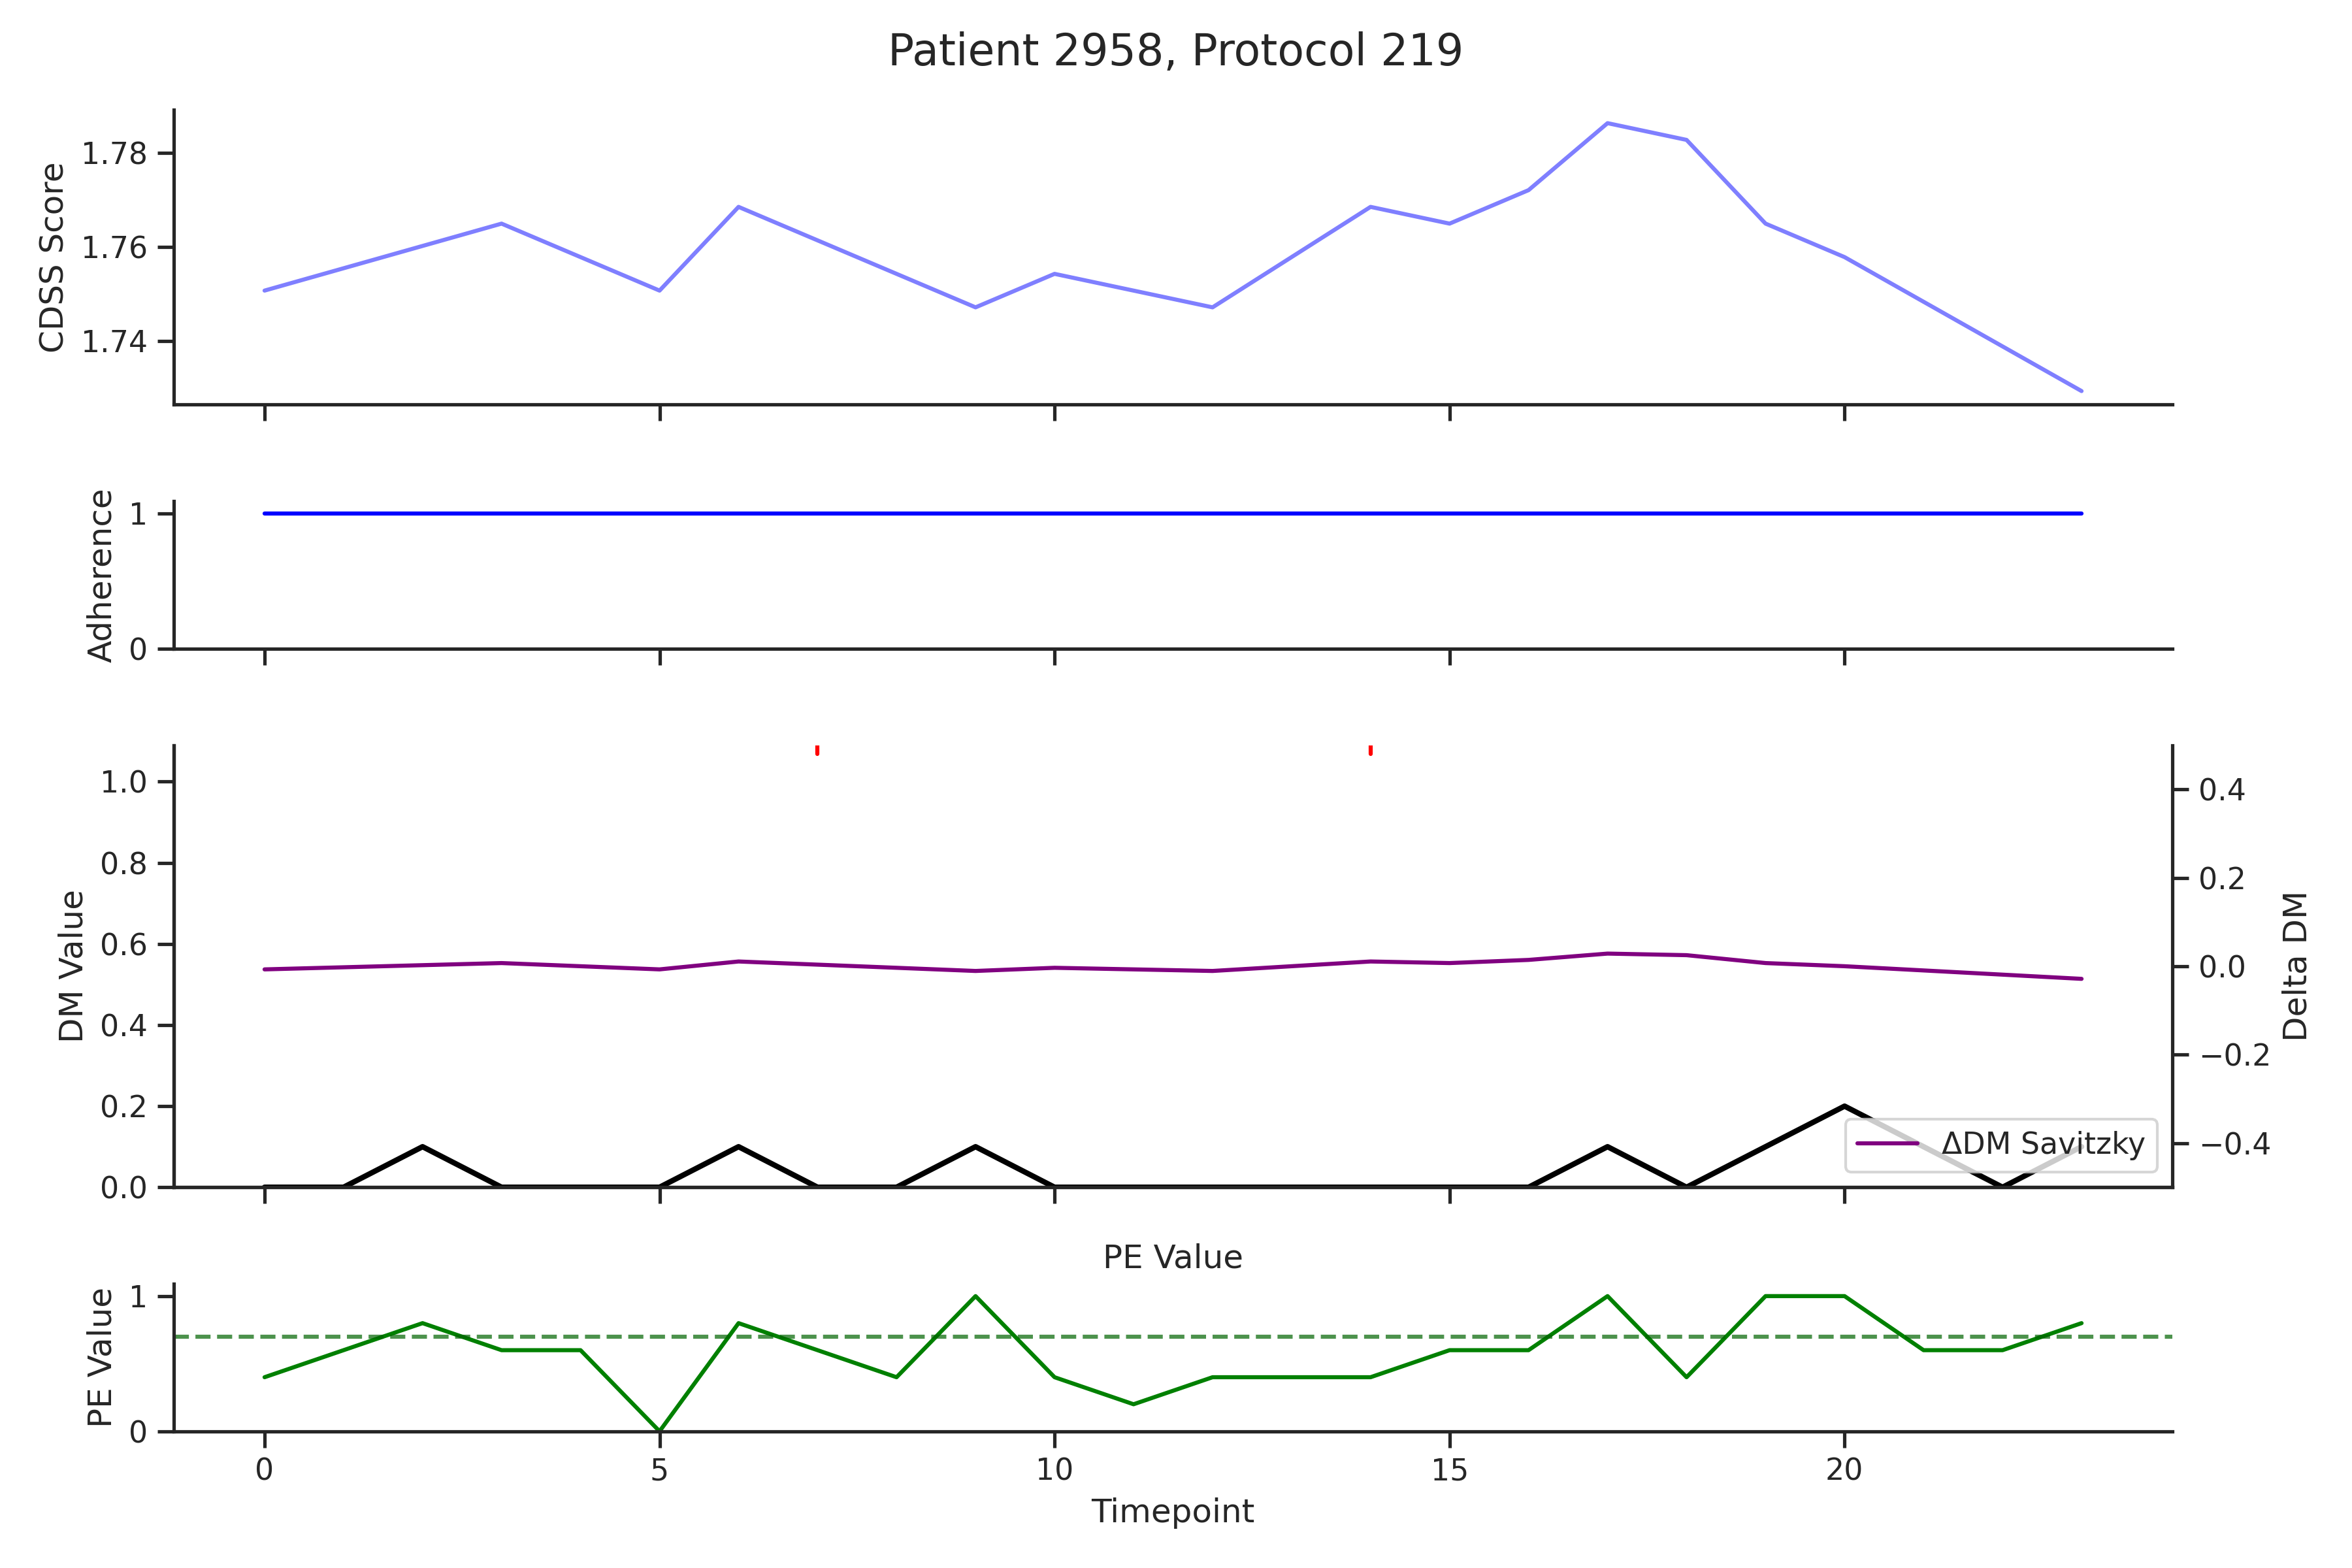 Patient 2958, Protocol 219
CDSS Score
1.78
1.76
1.74
Adherence
1
0
DM Value
1.0
0.8
0.6
0.4
0.2
0.0
Delta DM
0.4
0.2
0.0
−0.2
−0.4
ΔDM Savitzky
PE Value
PE Value
1
0
0 5 10 15 20
Timepoint